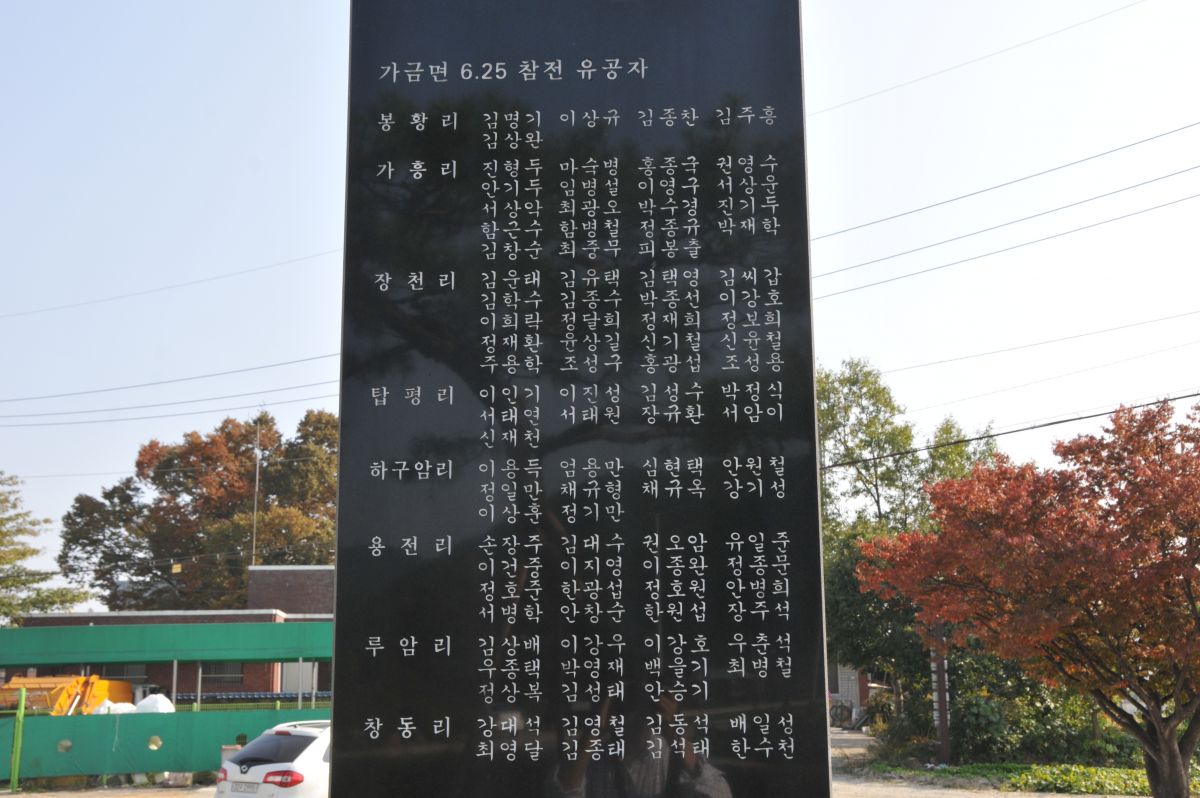 가금면 6.25 참전 유공자
봉황리 김명기 이상규 김종찬 김주흥
김상완
가흥리 진형두 마숙병 홍종국 권영수
안기두 임병설 이영구 서상운
서상악 최광오 박수경 진기두
함근수 함병철 정종규 박재학
김창순 최중무 피봉출
장천리 김운태 김유택 김택영 김씨갑
김학수 김종수 박종선 이강호
이희락 정달희 정재희 정보희
정재환 윤상길 신기철 신윤철
주용학 조성구 홍광섭 조성용
탑평리 이인기 이진성 김성수 박정식
서태연 서태원 장규환 서암이
신재천
하구암리 이용득 엄용만 심현택 안원철
정일만 채규형 채규옥 강기성
이상훈 정기만
용전리 손장주 김대수 권오암 유일준
이건중 이지영 이종완 정종문
정호준 한광섭 정호원 안병희
서병학 안창순 한원섭 장주석
루암리 김상배 이강우 이강호 우춘석
우종택 박영재 백을기 최병철
정상복 김성태 안승기
창동리 강대석 김영철 김동석 배일성
최영달 김종태 김석태 한수천